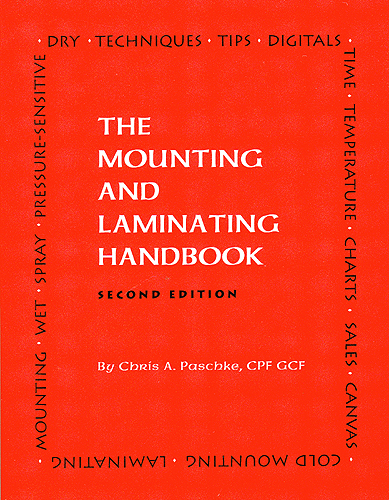 · DRY · TECHNIQUES · TIPS · DIGITALS ·
TIME · TEMPERATURE · CHARTS · SALES · CANVAS ·
COLD MOUNTING · LAMINATING ·
MOUNTING · WET · SPRAY · PRESSURE-SENSITIVE
THE
MOUNTING
AND
LAMINATING
HANDBOOK
SECOND EDITION
By Chris A. Paschke, CPF GCF